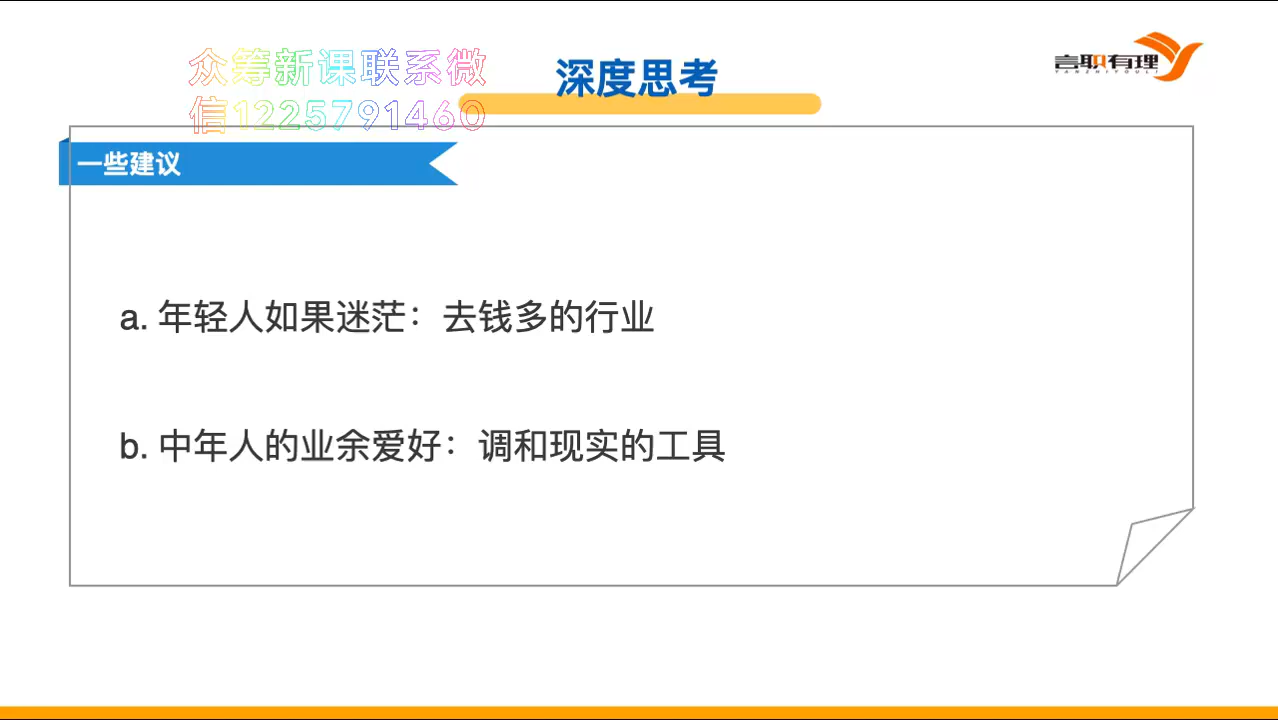 众筹新课联系微
信1225791460
深度思考
言职有理
YANZHIYOULI
一些建议
a. 年轻人如果迷茫：去钱多的行业
b. 中年人的业余爱好：调和现实的工具